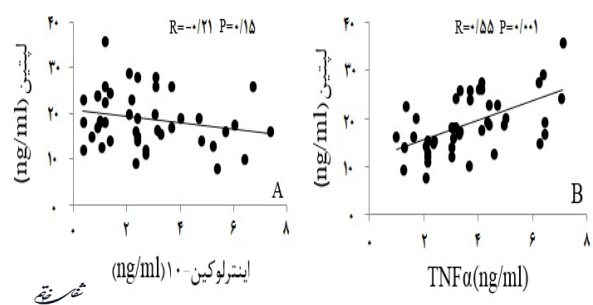 R=-۰/۲۱ P=۰/۱۵
۴۰
۳۰
۲۰
۱۰
۰
لپتین (ng/ml)
۰ ۲ ۴ ۶ ۸
A
اینترلوکین-۱۰ (ng/ml)
R=۰/۵۵ P=۰/۰۰۱
۴۰
۳۰
۲۰
۱۰
۰
لپتین (ng/ml)
۰ ۲ ۴ ۶ ۸
B
TNFα(ng/ml)
شفای خاتم